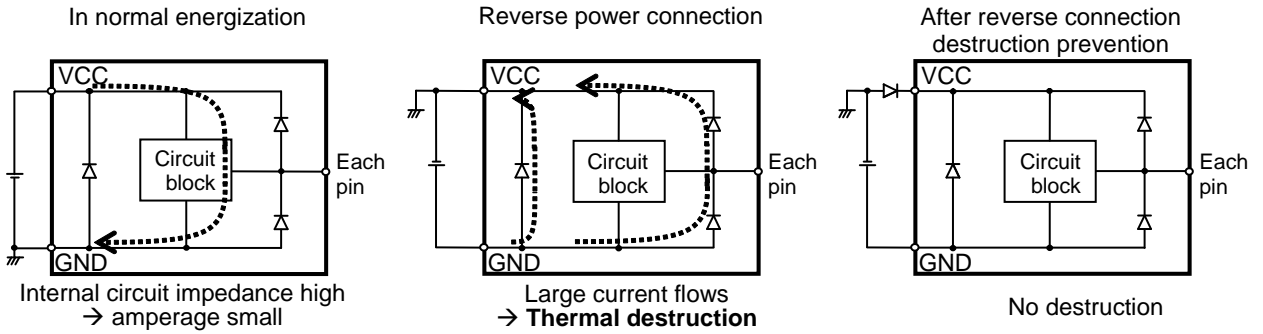 In normal energization
VCC
Circuit
block
Each
pin
GND
Internal circuit impedance high
→ amperage small
Reverse power connection
VCC
Circuit
block
Each
pin
GND
Large current flows
→ Thermal destruction
After reverse connection
destruction prevention
VCC
Circuit
block
Each
pin
GND
No destruction